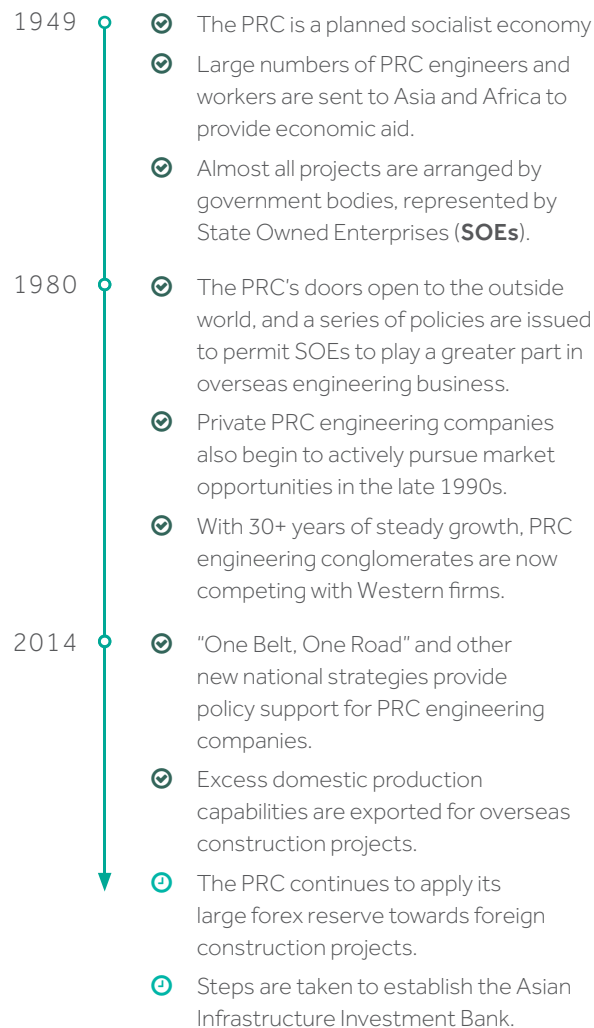 1949
The PRC is a planned socialist economy
Large numbers of PRC engineers and
workers are sent to Asia and Africa to
provide economic aid.
Almost all projects are arranged by
government bodies, represented by
State Owned Enterprises (SOEs).
1980
The PRC's doors open to the outside
world, and a series of policies are issued
to permit SOEs to play a greater part in
overseas engineering business.
Private PRC engineering companies
also begin to actively pursue market
opportunities in the late 1990s.
With 30+ years of steady growth, PRC
engineering conglomerates are now
competing with Western firms.
2014
"One Belt, One Road" and other
new national strategies provide
policy support for PRC engineering
companies.
Excess domestic production
capabilities are exported for overseas
construction projects.
The PRC continues to apply its
large forex reserve towards foreign
construction projects.
Steps are taken to establish the Asian
Infrastructure Investment Bank.